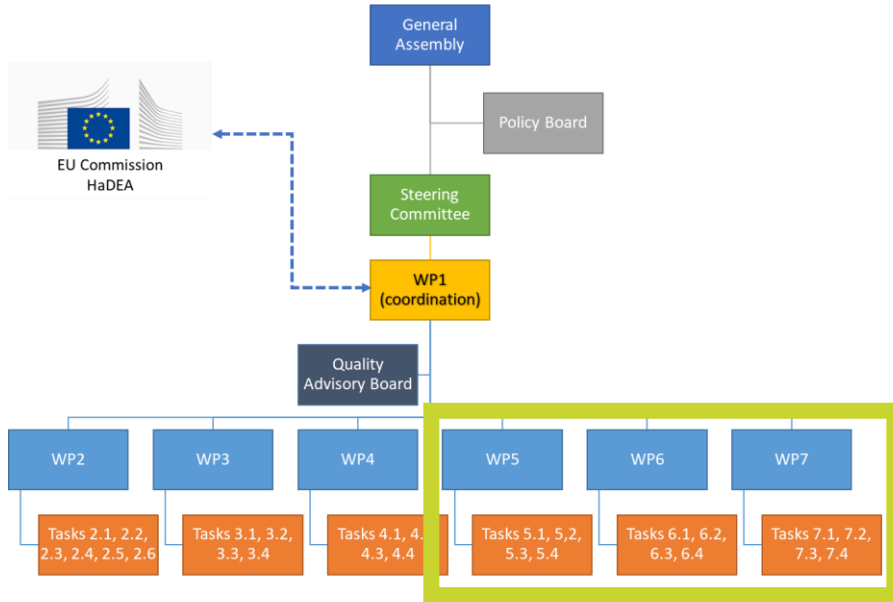 General
Assembly
Policy Board
EU Commission
HaDEA
Steering
Committee
WP1
(coordination)
Quality
Advisory Board
WP2
WP3
WP4
WP5
WP6
WP7
Tasks 2.1, 2.2,
2.3, 2.4, 2.5, 2.6
Tasks 3.1, 3.2,
3.3, 3.4
Tasks 4.1,
4.3, 4.4
Tasks 5.1, 5,2,
5.3, 5.4
Tasks 6.1, 6.2,
6.3, 6.4
Tasks 7.1, 7.2,
7.3, 7.4